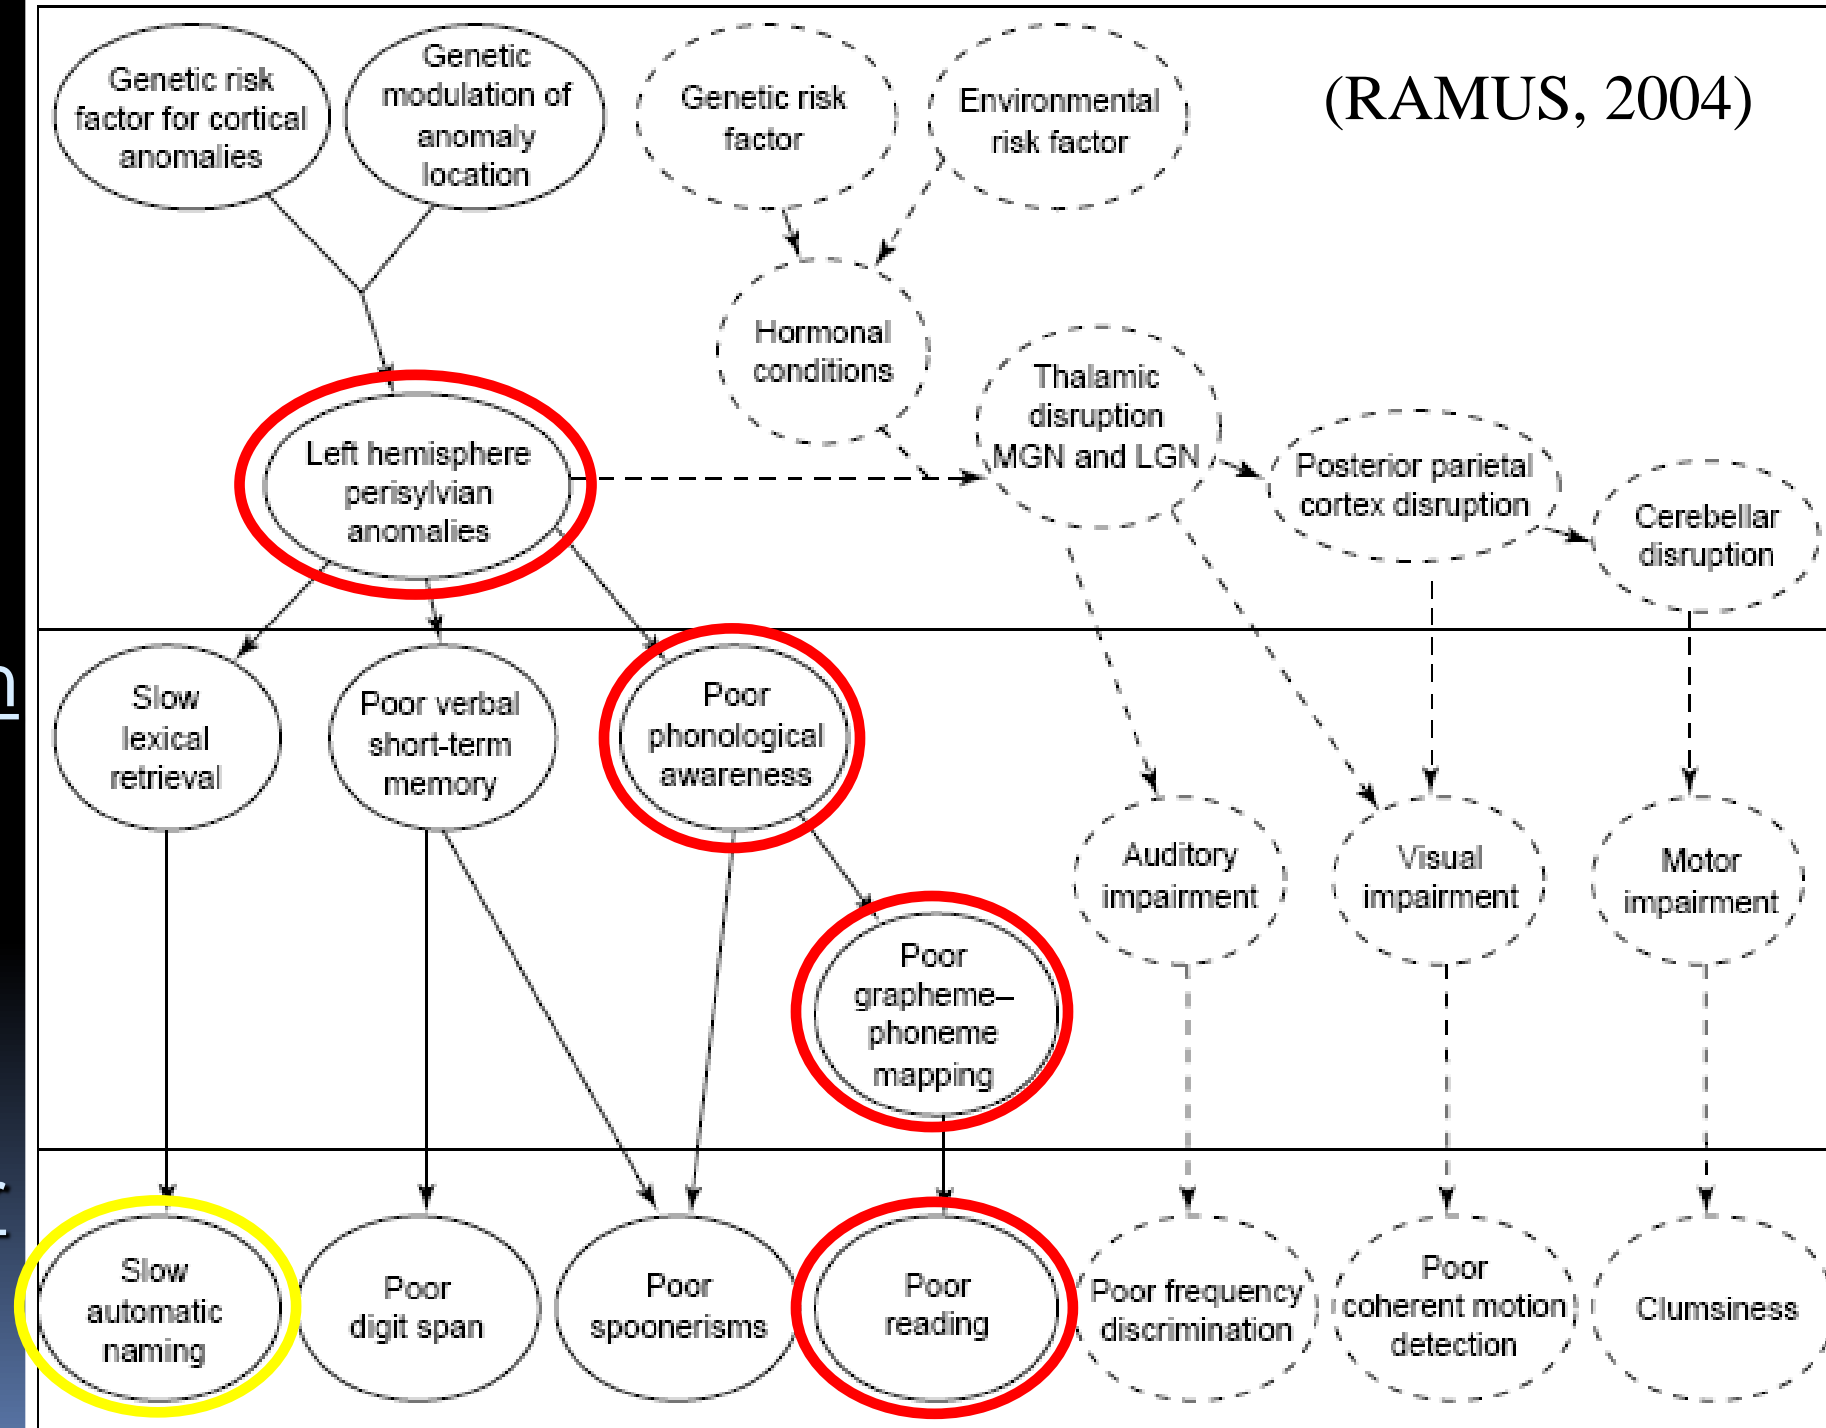 Genetic risk
factor for cortical
anomalies
Genetic
modulation of
anomaly
location
Genetic risk
factor
Environmental
risk factor
(RAMUS, 2004)
Hormonal
conditions
Thalamic
disruption
MGN and LGN
Left hemisphere
perisylvian
anomalies
Posterior parietal
cortex disruption
Cerebellar
disruption
Slow
lexical
retrieval
Poor verbal
short-term
memory
Poor
phonological
awareness
Auditory
impairment
Visual
impairment
Motor
impairment
Poor
grapheme–
phoneme
mapping
Slow
automatic
naming
Poor
digit span
Poor
spoonerisms
Poor
reading
Poor frequency
discrimination
Poor
coherent motion
detection
Clumsiness